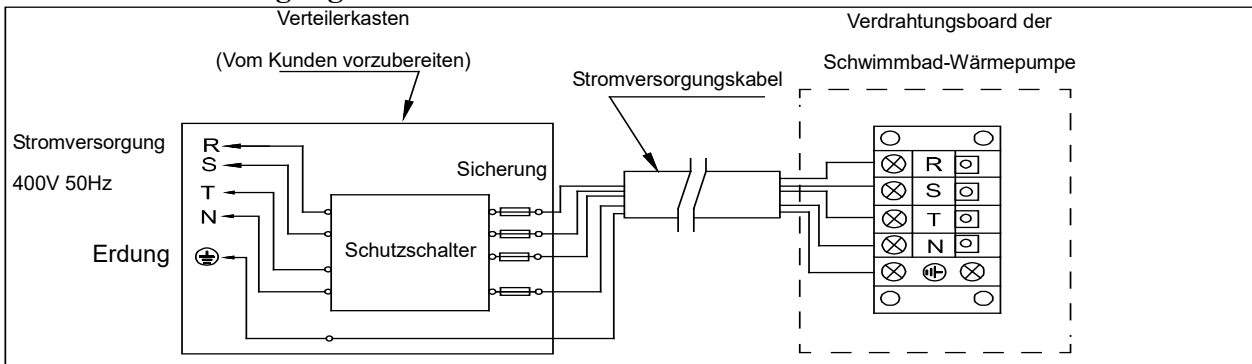 Verteilerkasten
(Vom Kunden vorzubereiten)
Stromversorgungskabel
Verdrahtungsboard der
Schwimmbad-Wärmepumpe
Stromversorgung
400V 50Hz
R
S
T
N
Erdung
Sicherung
Schutzschalter
R
S
T
N